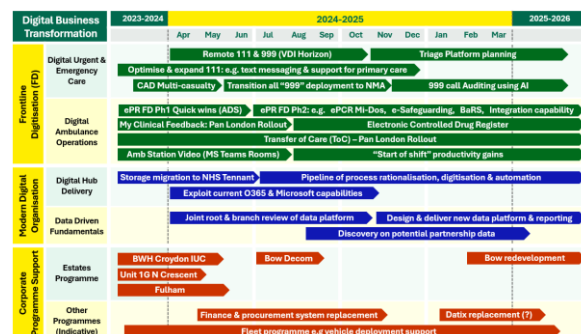 Digital Business Transformation
2023-2024
2024-2025
2025-2026
Apr May Jun Jul Aug Sep Oct Nov Dec Jan Feb Mar
Frontline Digitisation (FD)
Digital Urgent & Emergency Care
Remote 111 & 999 (VDI Horizon)
Triage Platform planning
Optimise & expand 111: e.g. text messaging & support for primary care
CAD Multi-casualty
Transition all "999" deployment to NMA
999 call Auditing using AI
Digital Ambulance Operations
ePR FD Ph1 Quick wins (ADS)
ePR FD Ph2: e.g. ePCR Mi-Dos, e-Safeguarding, BaRS, Integration capability
My Clinical Feedback: Pan London Rollout
Electronic Controlled Drug Register
Transfer of Care (ToC) – Pan London Rollout
Amb Station Video (MS Teams Rooms)
"Start of shift" productivity gains
Modern Digital Organisation
Digital Hub Delivery
Storage migration to NHS Tennant
Pipeline of process rationalisation, digitisation & automation
Exploit current O365 & Microsoft capabilities
Data Driven Fundamentals
Joint root & branch review of data platform
Design & deliver new data platform & reporting
Discovery on potential partnership data
Corporate Programme Support
Estates Programme
BWH Croydon IUC
Bow Decom
Bow redevelopment
Unit 1G N Crescent
Fulham
Other Programmes (Indicative)
Finance & procurement system replacement
Datix replacement (?)
Fleet programme e.g vehicle deployment support